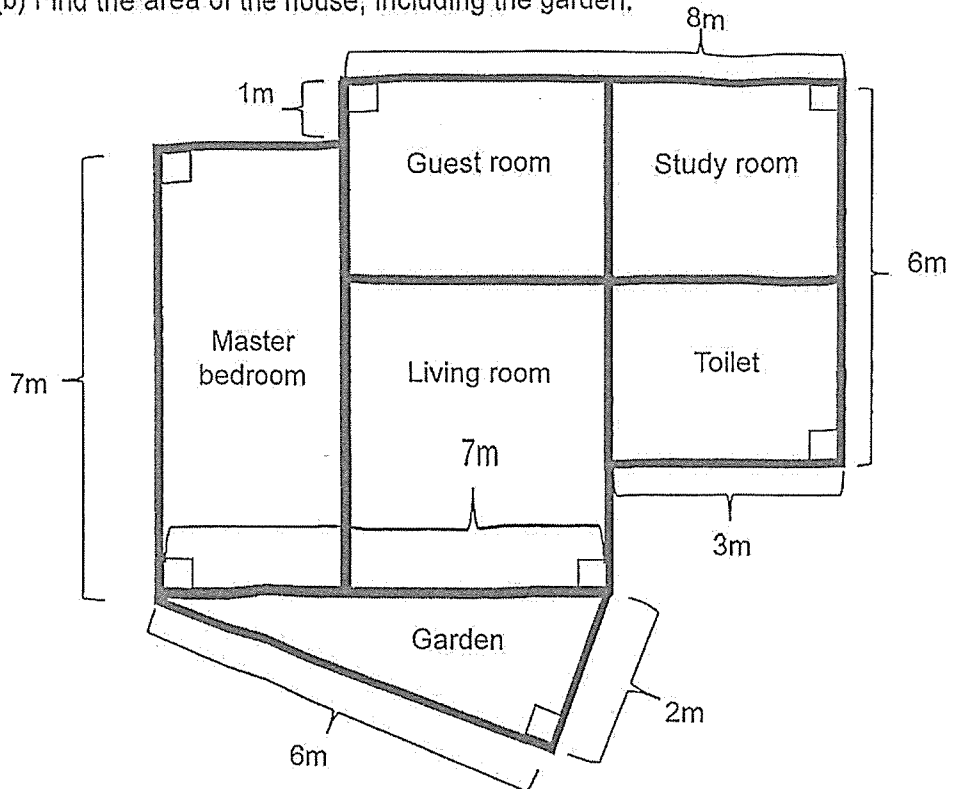 (b) Find the area of the house, including the garden.
8m
1m
Guest room
Study room
6m
Master
bedroom
Living room
Toilet
7m
7m
3m
Garden
2m
6m